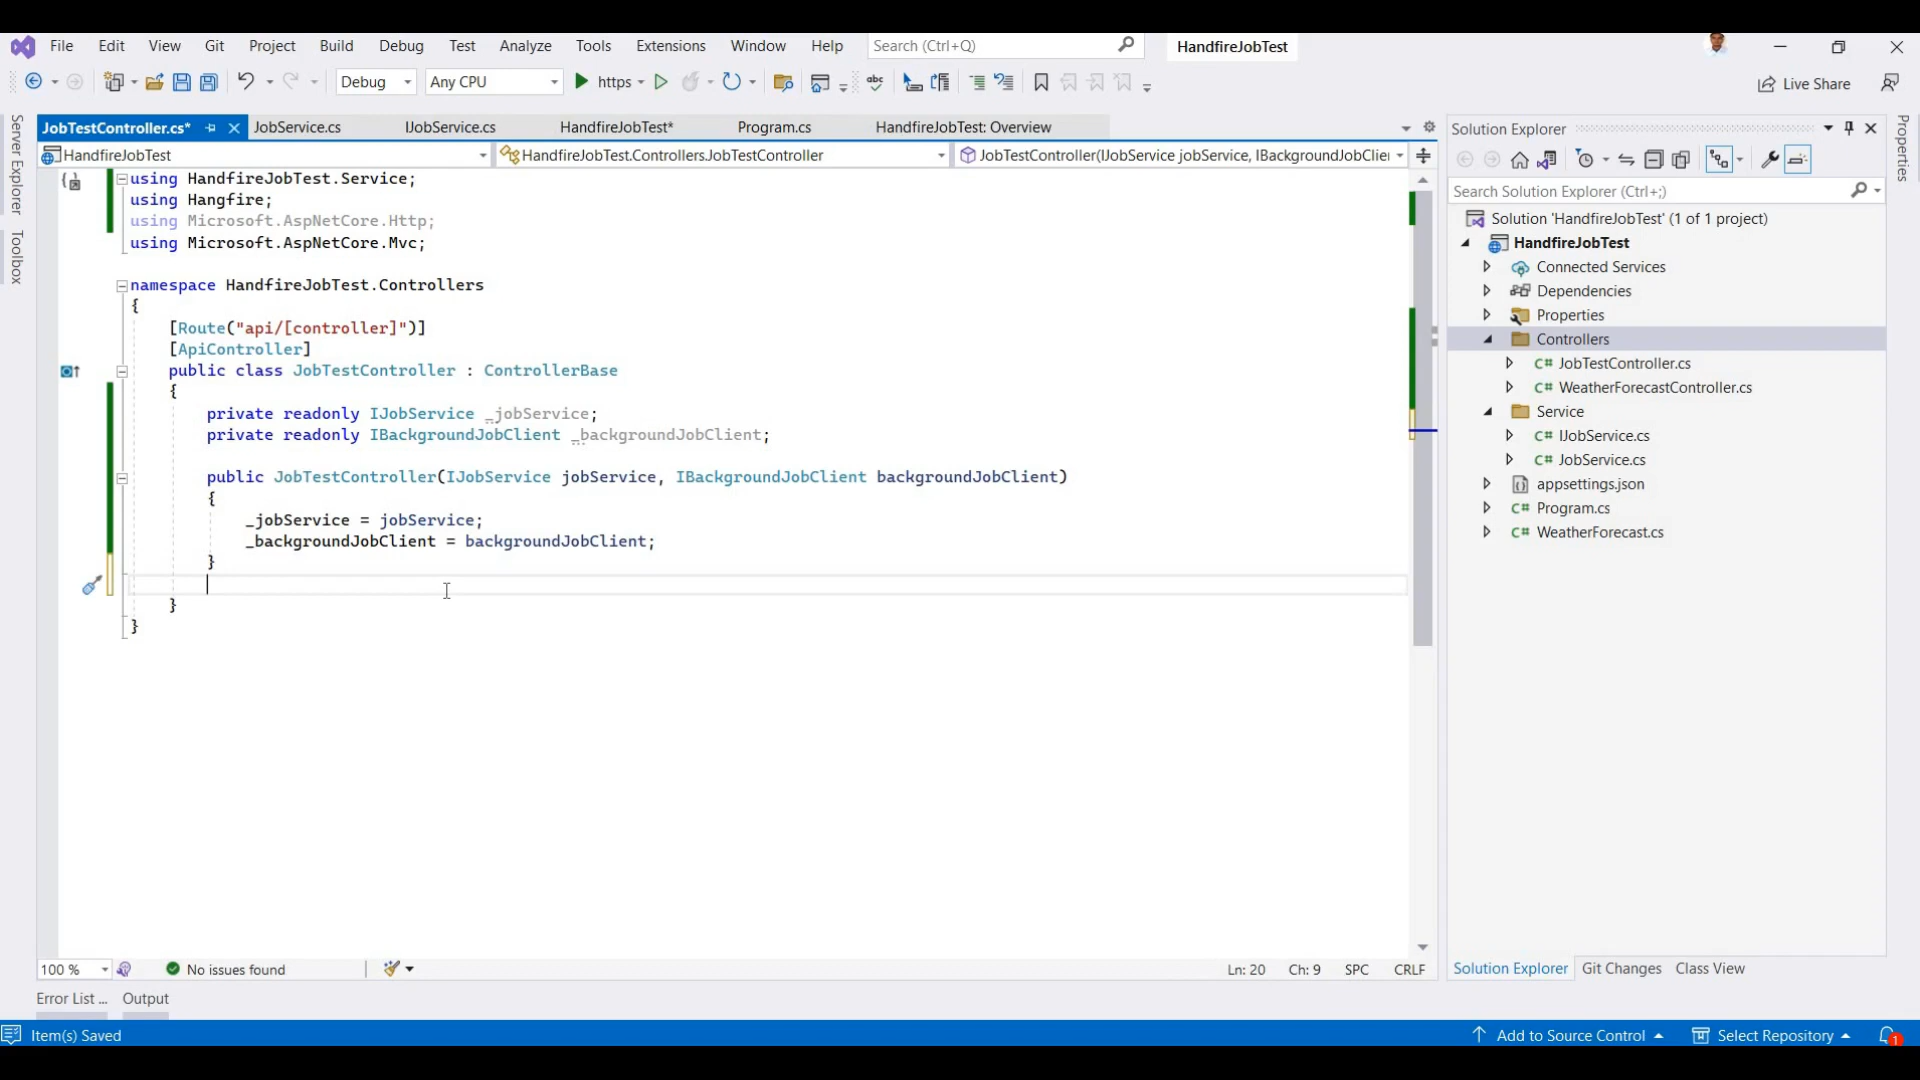 File Edit View Git Project Build Debug Test Analyze Tools Extensions Window Help Search (Ctrl+Q) HandfireJobTest
Debug Any CPU https Live Share
JobTestController.cs* JobService.cs IJobService.cs HandfireJobTest* Program.cs HandfireJobTest: Overview
HandfireJobTest HandfireJobTest.Controllers.JobTestController JobTestController(IJobService jobService, IBackgroundJobClie
Server Explorer
Toolbox
using HandfireJobTest.Service;
using Hangfire;
using Microsoft.AspNetCore.Http;
using Microsoft.AspNetCore.Mvc;
namespace HandfireJobTest.Controllers
{
[Route("api/[controller]")]
[ApiController]
public class JobTestController : ControllerBase
{
private readonly IJobService _jobService;
private readonly IBackgroundJobClient _backgroundJobClient;
public JobTestController(IJobService jobService, IBackgroundJobClient backgroundJobClient)
{
_jobService = jobService;
_backgroundJobClient = backgroundJobClient;
}
}
}
100 % No issues found Ln: 20 Ch: 9 SPC CRLF
Error List ... Output
Solution Explorer
Search Solution Explorer (Ctrl+;)
Solution 'HandfireJobTest' (1 of 1 project)
HandfireJobTest
Connected Services
Dependencies
Properties
Controllers
C# JobTestController.cs
C# WeatherForecastController.cs
Service
C# IJobService.cs
C# JobService.cs
appsettings.json
C# Program.cs
C# WeatherForecast.cs
Solution Explorer Git Changes Class View
Properties
Item(s) Saved Add to Source Control Select Repository 1